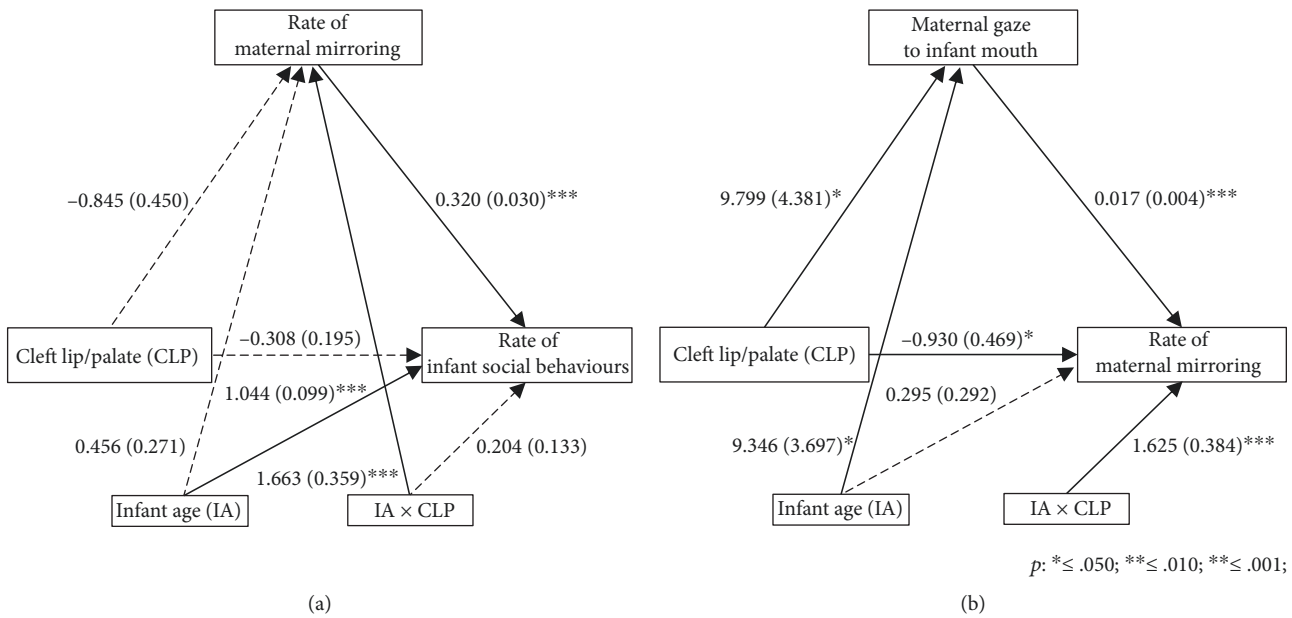 Rate of
maternal mirroring
−0.845 (0.450)
0.320 (0.030)***
Cleft lip/palate (CLP)
−0.308 (0.195)
Rate of
infant social behaviours
1.044 (0.099)***
0.456 (0.271)
0.204 (0.133)
1.663 (0.359)***
Infant age (IA)
IA × CLP
(a)
Maternal gaze
to infant mouth
9.799 (4.381)*
0.017 (0.004)***
Cleft lip/palate (CLP)
−0.930 (0.469)*
Rate of
maternal mirroring
0.295 (0.292)
9.346 (3.697)*
1.625 (0.384)***
Infant age (IA)
IA × CLP
p: *≤ .050; **≤ .010; **≤ .001;
(b)